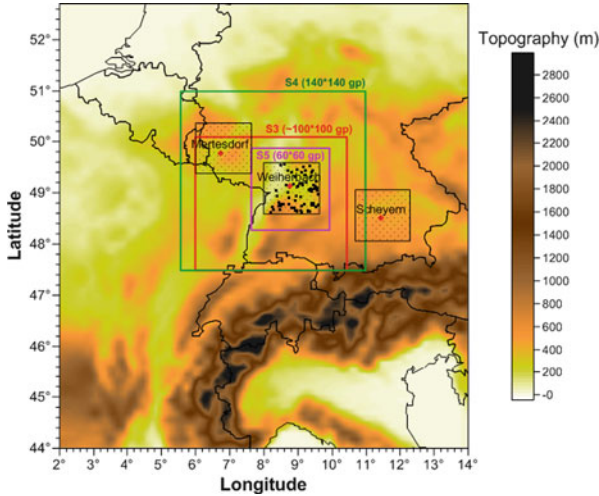 Topography (m)
52°
51°
50°
49°
48°
47°
46°
45°
44°
Latitude
S4 (140*140 gp)
S3 (~100*100 gp)
Mertesdorf
S5 (60*60 gp)
Weiherbach
Scheyern
2800
2600
2400
2200
2000
1800
1600
1400
1200
1000
800
600
400
200
-0
2° 3° 4° 5° 6° 7° 8° 9° 10° 11° 12° 13° 14°
Longitude